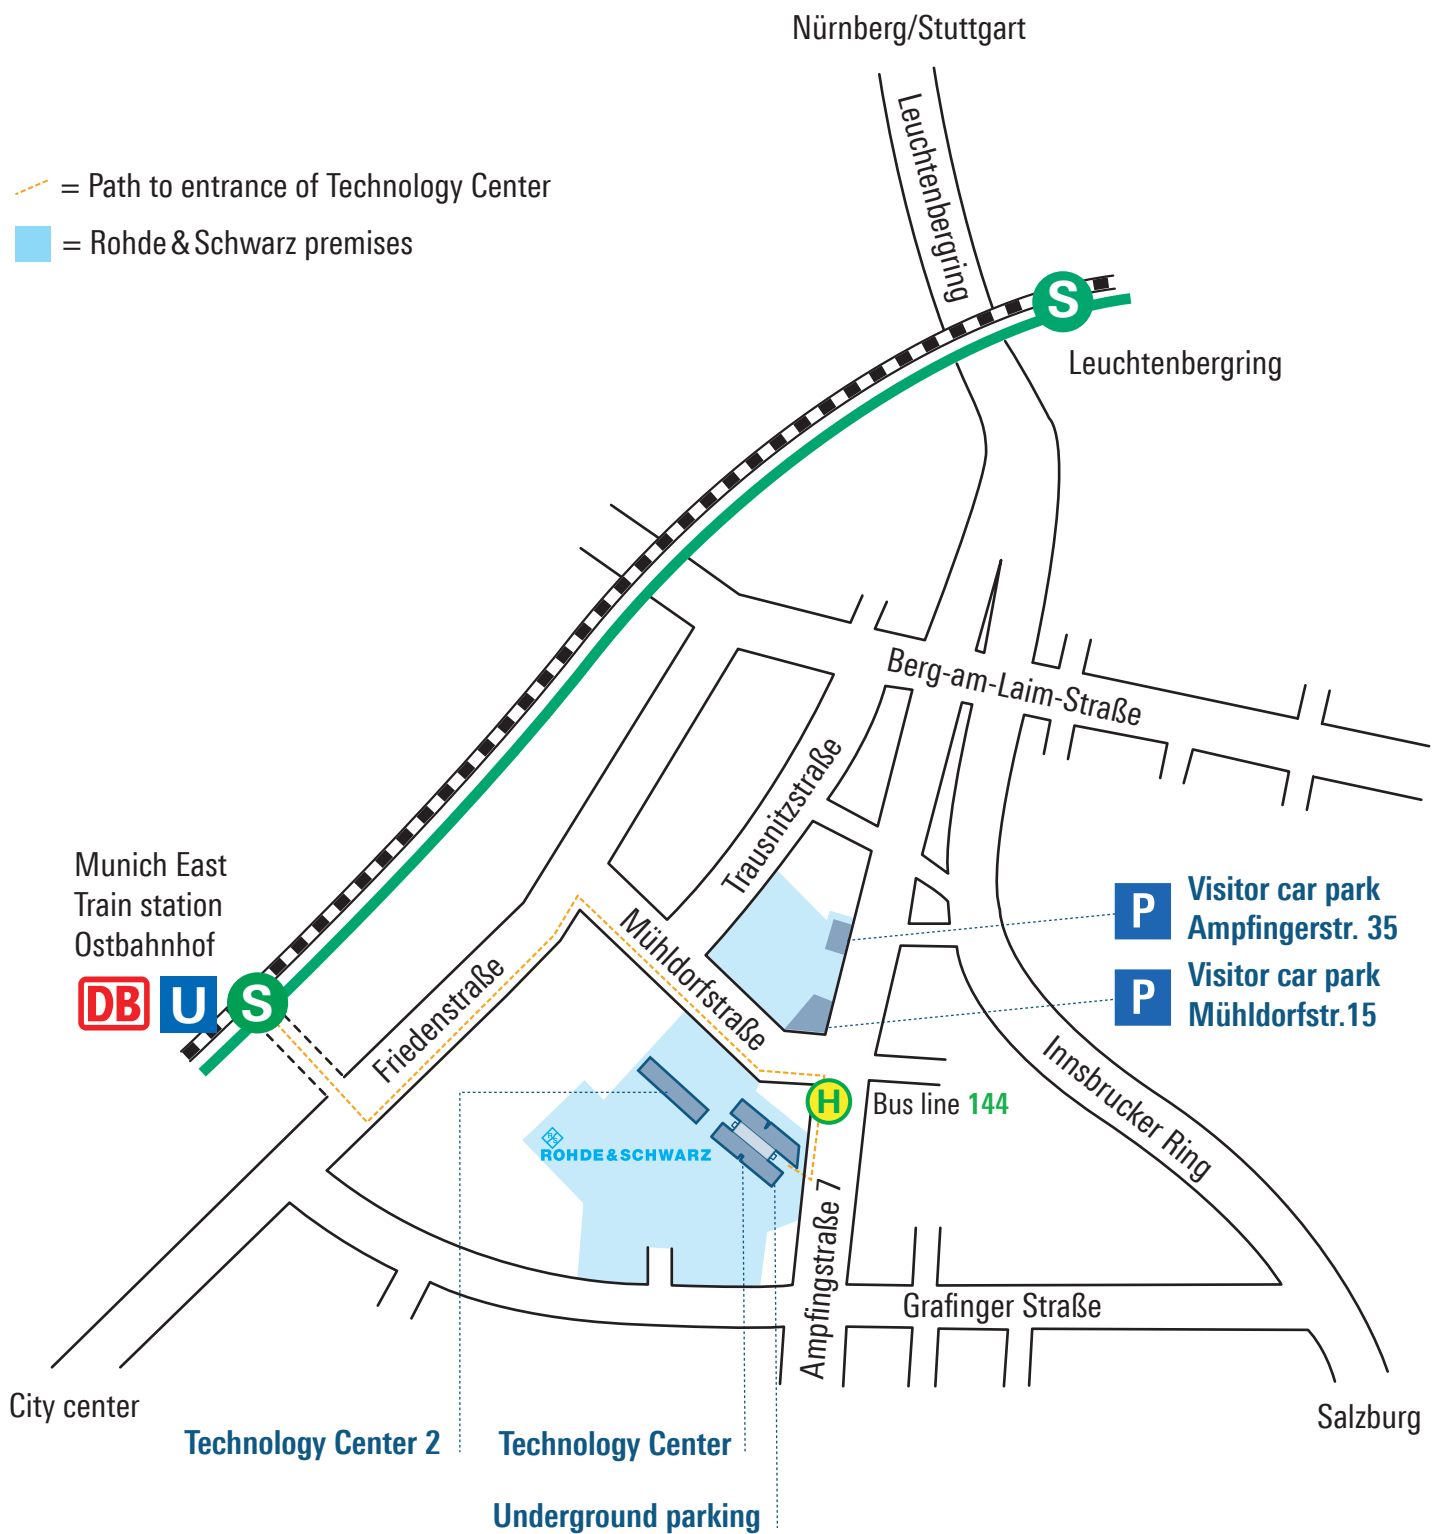 Nürnberg/Stuttgart
Leuchtenbergring
= Path to entrance of Technology Center
= Rohde & Schwarz premises
S
Leuchtenbergring
Berg-am-Laim-Straße
Trausnitzstraße
Munich East
Train station
Ostbahnhof
DB
U
S
Friedenstraße
Mühldorfstraße
P
Visitor car park
Ampfingerstr. 35
P
Visitor car park
Mühldorfstr.15
Innsbrucker Ring
H
Bus line 144
R
S
ROHDE&SCHWARZ
Ampfingstraße 7
Grafinger Straße
City center
Salzburg
Technology Center 2
Technology Center
Underground parking